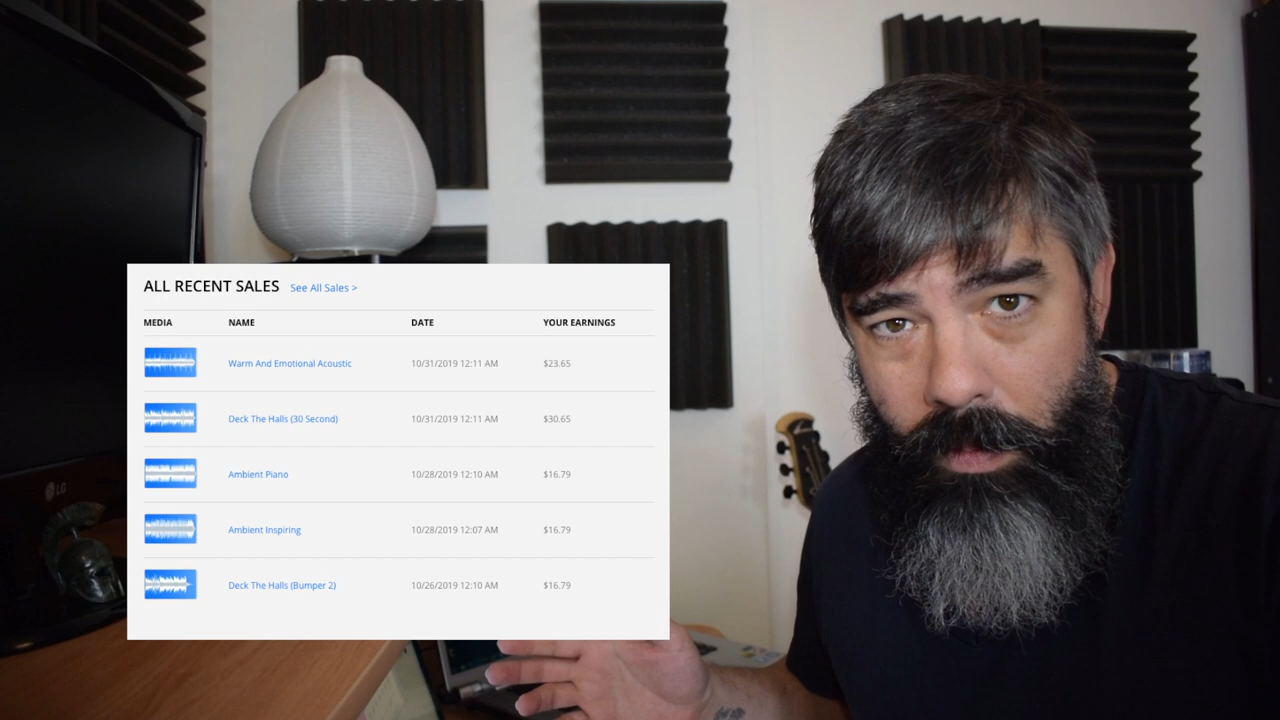 ALL RECENT SALES See All Sales >
MEDIA NAME DATE YOUR EARNINGS
Warm And Emotional Acoustic 10/31/2019 12:11 AM $23.65
Deck The Halls (30 Second) 10/31/2019 12:11 AM $30.65
Ambient Piano 10/28/2019 12:10 AM $16.79
Ambient Inspiring 10/28/2019 12:07 AM $16.79
Deck The Halls (Bumper 2) 10/26/2019 12:10 AM $16.79
LG